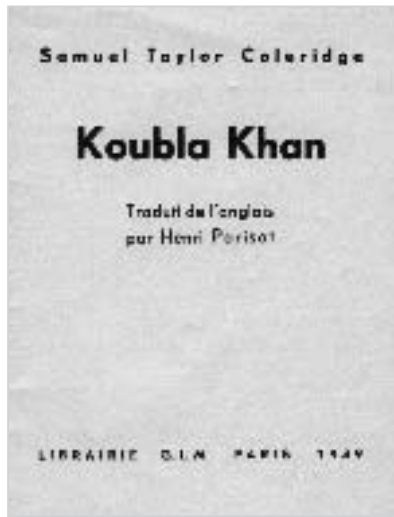 Samuel Taylor Coleridge
Koubla Khan
Traduit de l'anglais
par Henri Parisot
LIBRAIRIE G.L.M. PARIS 1949